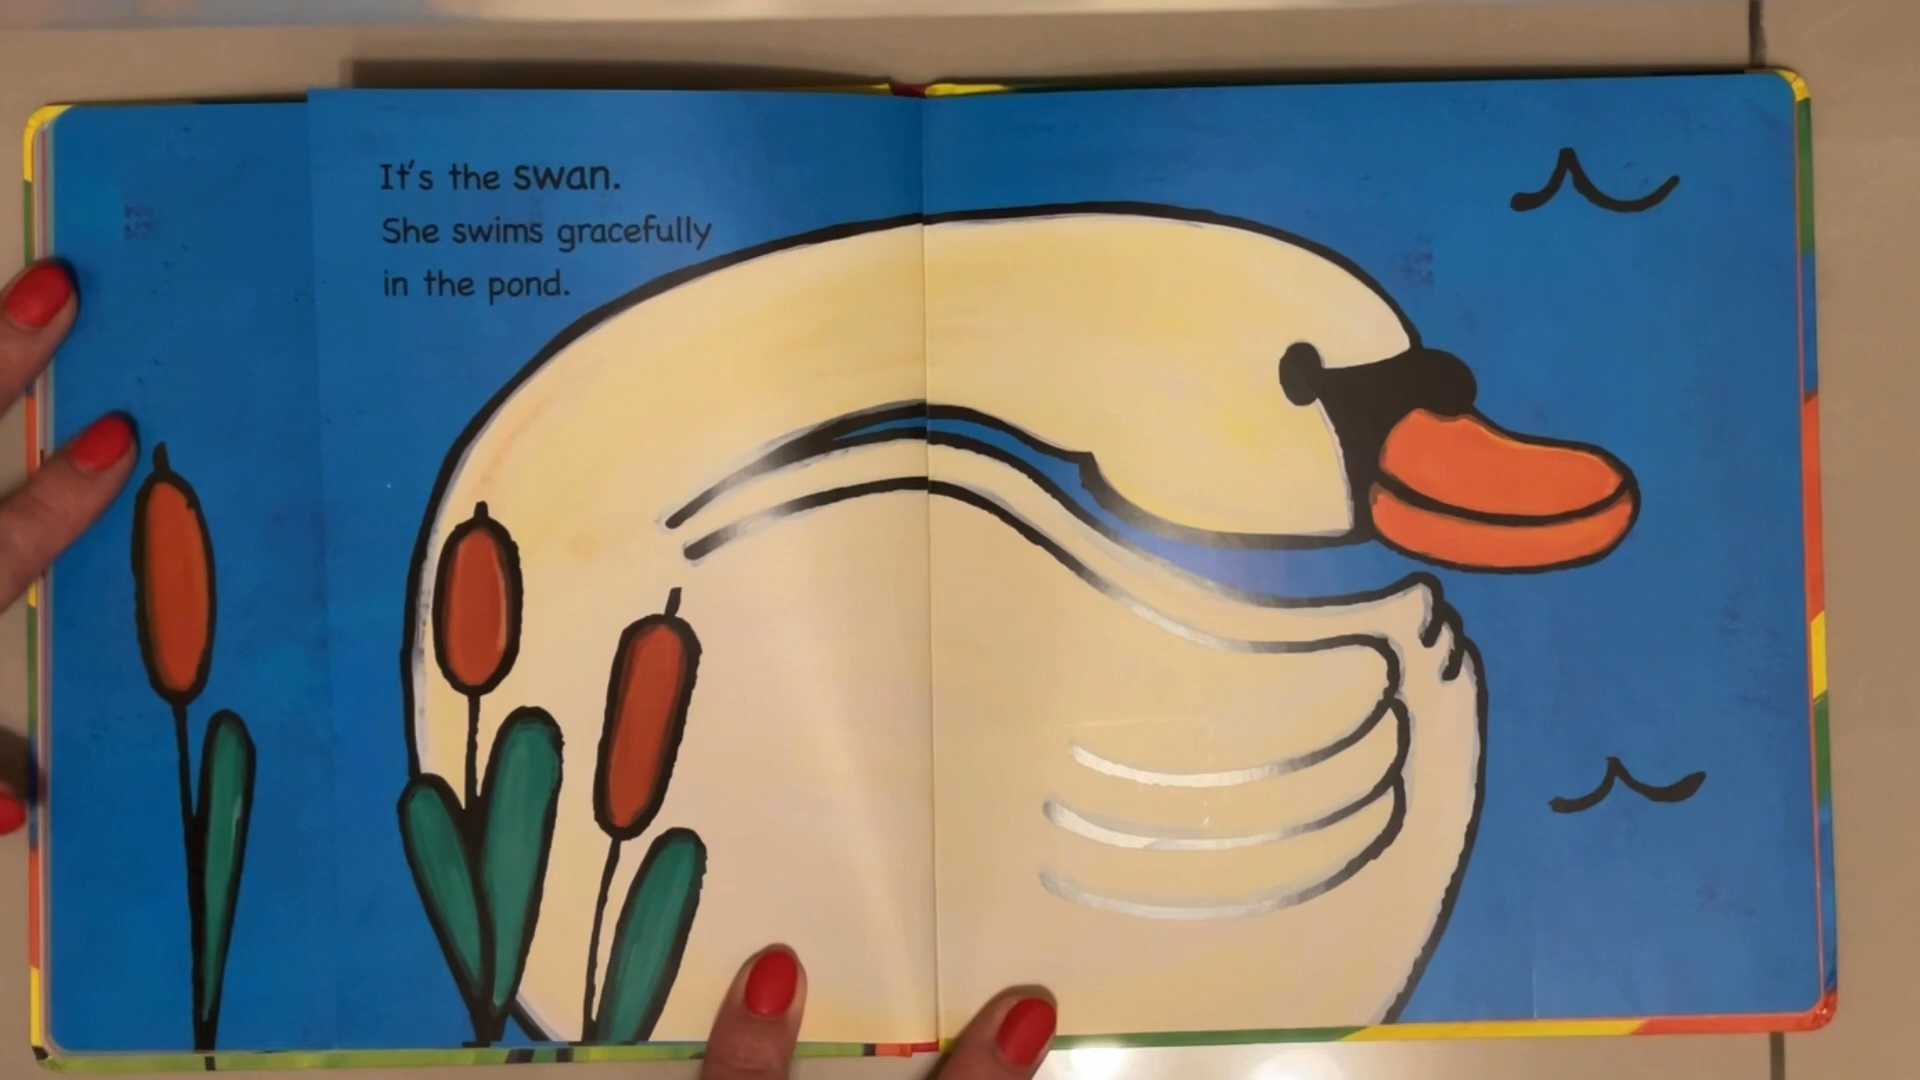 It's the swan.
She swims gracefully
in the pond.